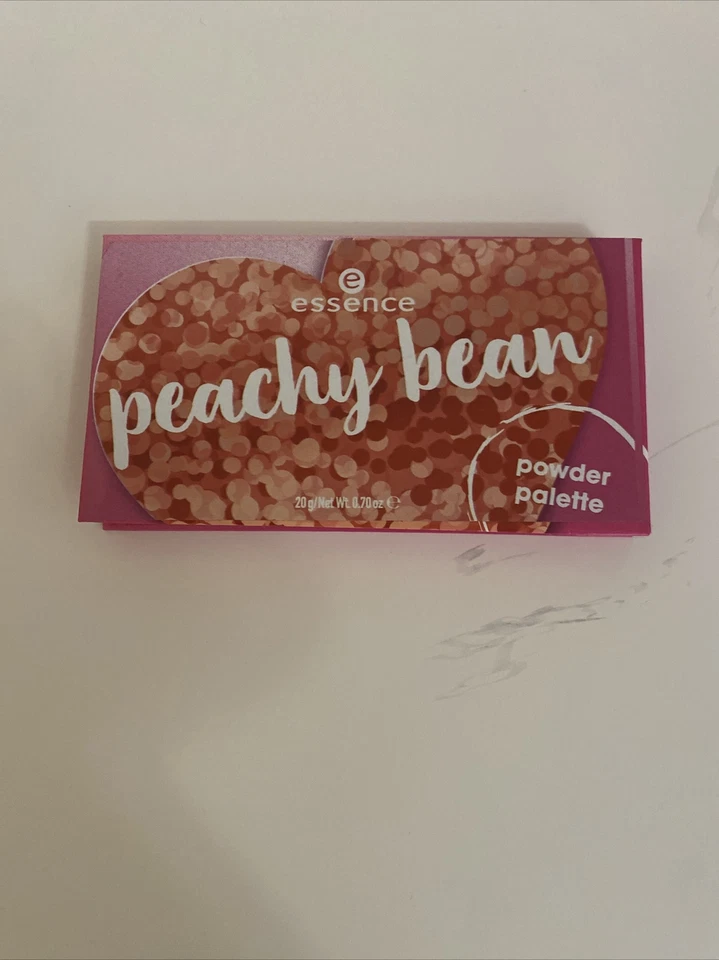 e
essence
peachy bean
powder
palette
20 g/Net Wt. 0.70 oz ℮